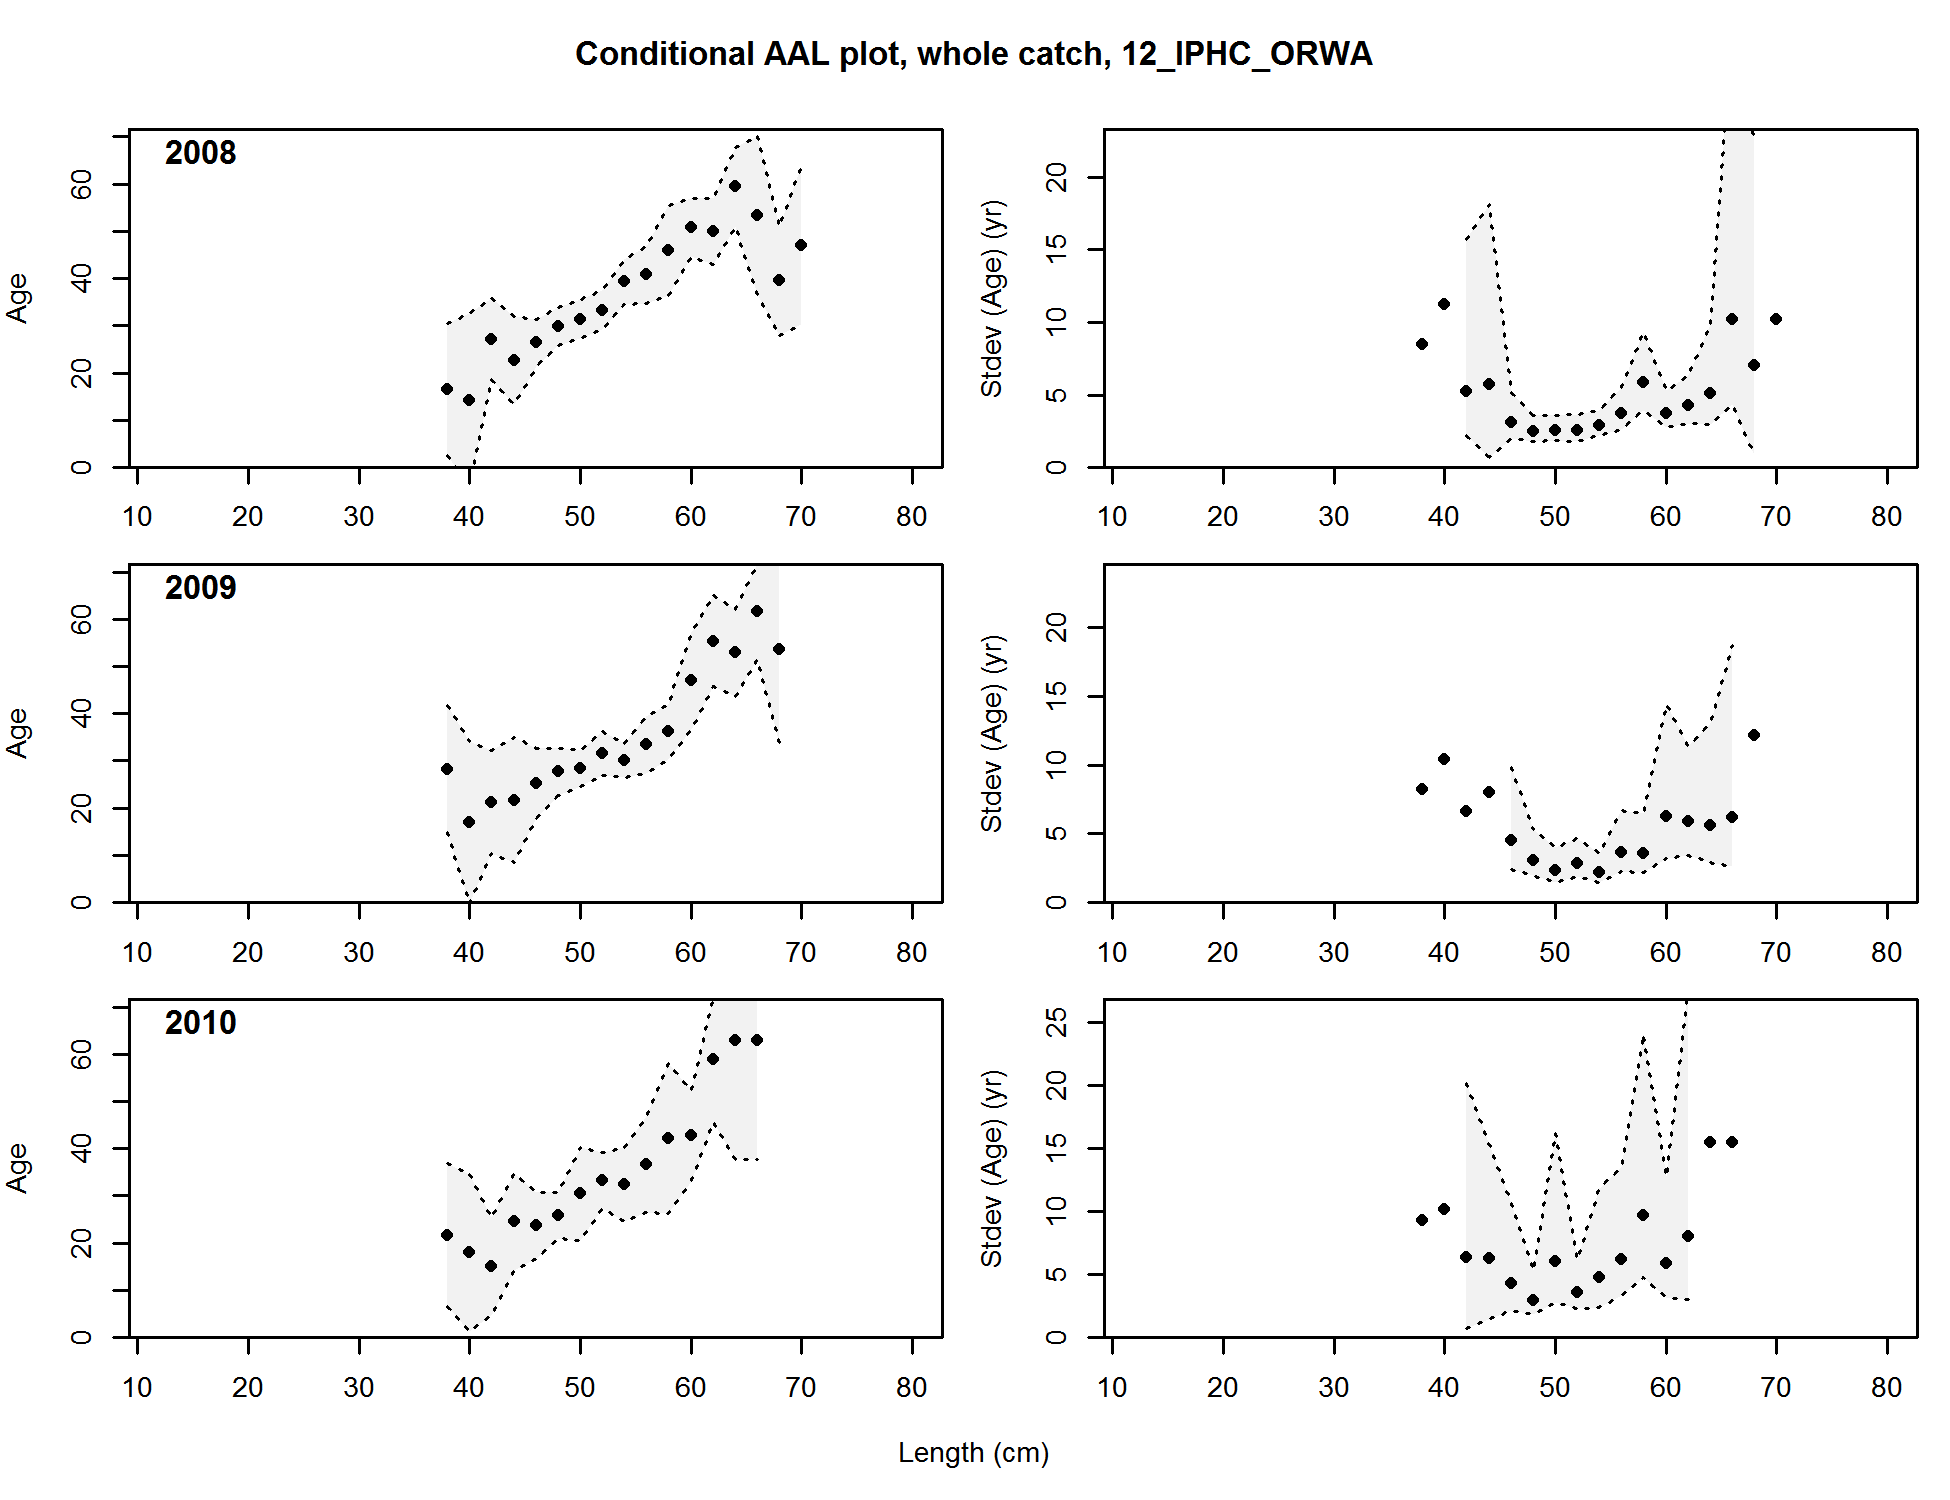 Conditional AAL plot, whole catch, 12_IPHC_ORWA
2008
Age
0 20 40 60
10 20 30 40 50 60 70 80
Stdev (Age) (yr)
0 5 10 15 20
10 20 30 40 50 60 70 80
2009
Age
0 20 40 60
10 20 30 40 50 60 70 80
Stdev (Age) (yr)
0 5 10 15 20
10 20 30 40 50 60 70 80
2010
Age
0 20 40 60
10 20 30 40 50 60 70 80
Stdev (Age) (yr)
0 5 10 15 20 25
10 20 30 40 50 60 70 80
Length (cm)